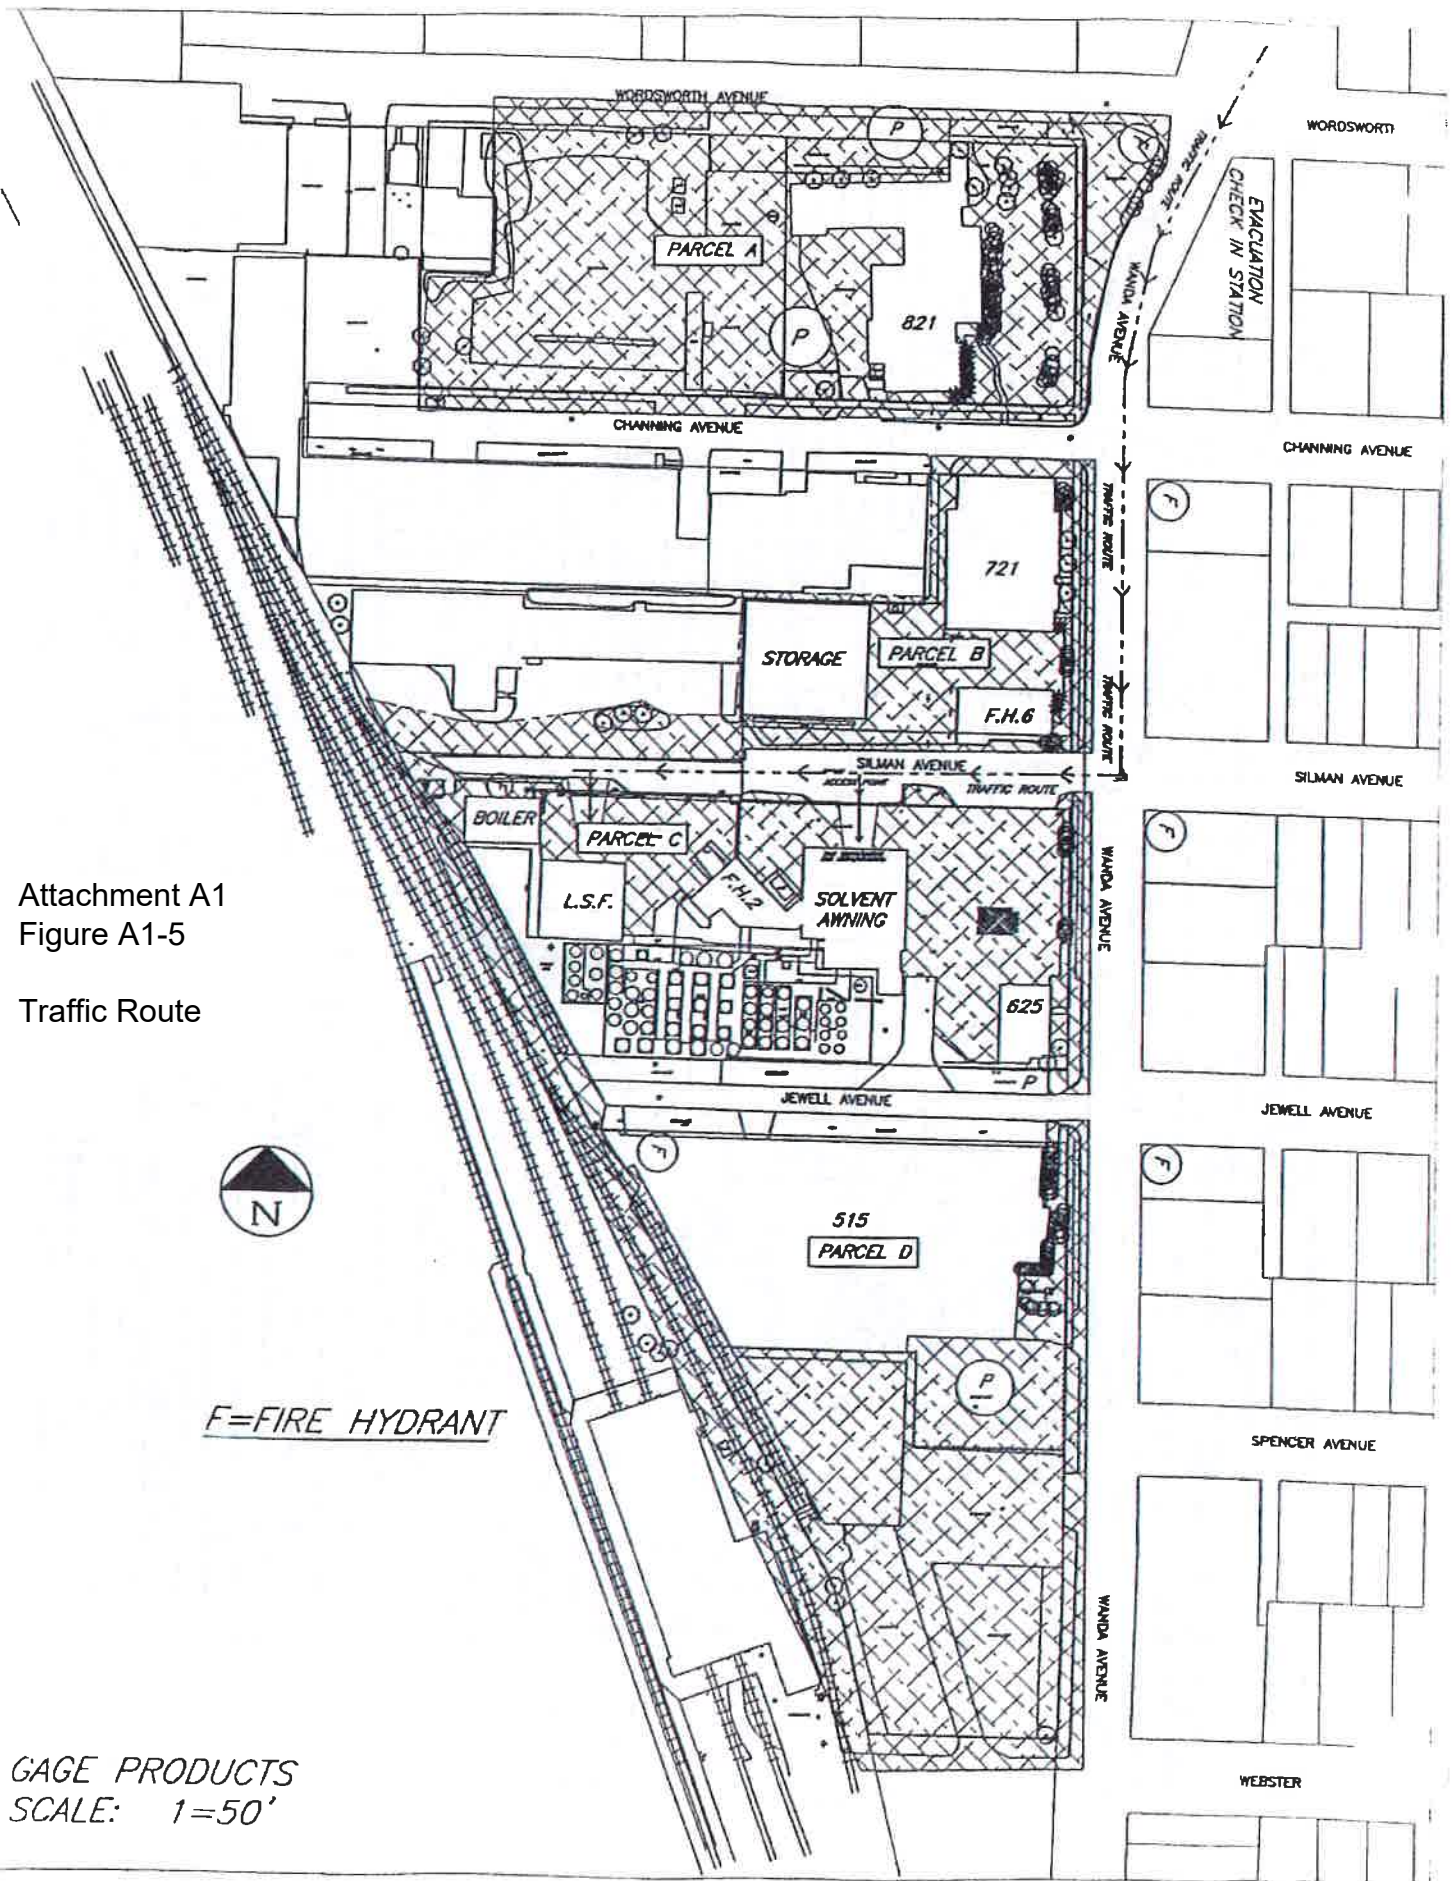 WORDSWORTH AVENUE
P
WORDSWORTH
TRAFFIC ROUTE
EVACUATION
CHECK IN STATION
PARCEL A
WANDA AVENUE
P
821
CHANNING AVENUE
CHANNING AVENUE
F
TRAFFIC ROUTE
721
STORAGE
PARCEL B
TRAFFIC ROUTE
F.H.6
SILMAN AVENUE
ACCESS POINT
TRAFFIC ROUTE
SILMAN AVENUE
BOILER
PARCEL C
F
L.S.F.
F.H.2
SOLVENT
AWNING
WANDA AVENUE
Attachment A1
Figure A1-5
Traffic Route
625
P
JEWELL AVENUE
JEWELL AVENUE
F
F
N
515
PARCEL D
P
F=FIRE HYDRANT
SPENCER AVENUE
WANDA AVENUE
GAGE PRODUCTS
SCALE: 1=50'
WEBSTER